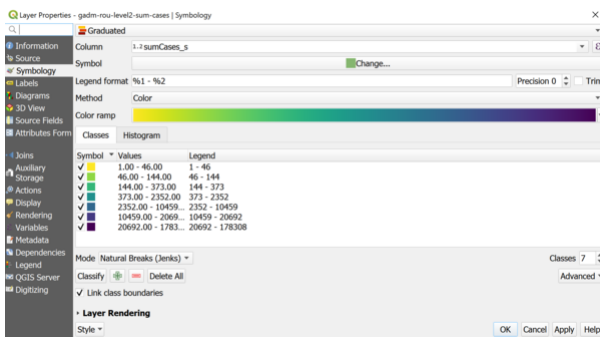 Layer Properties - gadm-rou-level2-sum-cases | Symbology
Graduated
Information
Source
Symbology
Labels
Diagrams
3D View
Source Fields
Attributes Form
Joins
Auxiliary
Storage
Actions
Display
Rendering
Variables
Metadata
Dependencies
Legend
QGIS Server
Digitizing
Column 1.2 sumCases_s
Symbol Change...
Legend format %1 - %2 Precision 0 Trim
Method Color
Color ramp
Classes Histogram
Symbol Values Legend
1.00 - 46.00 1 - 46
46.00 - 144.00 46 - 144
144.00 - 373.00 144 - 373
373.00 - 2352.00 373 - 2352
2352.00 - 10459... 2352 - 10459
10459.00 - 2069... 10459 - 20692
20692.00 - 1783... 20692 - 178308
Mode Natural Breaks (Jenks) Classes 7
Classify Delete All Advanced
Link class boundaries
Layer Rendering
Style OK Cancel Apply Help